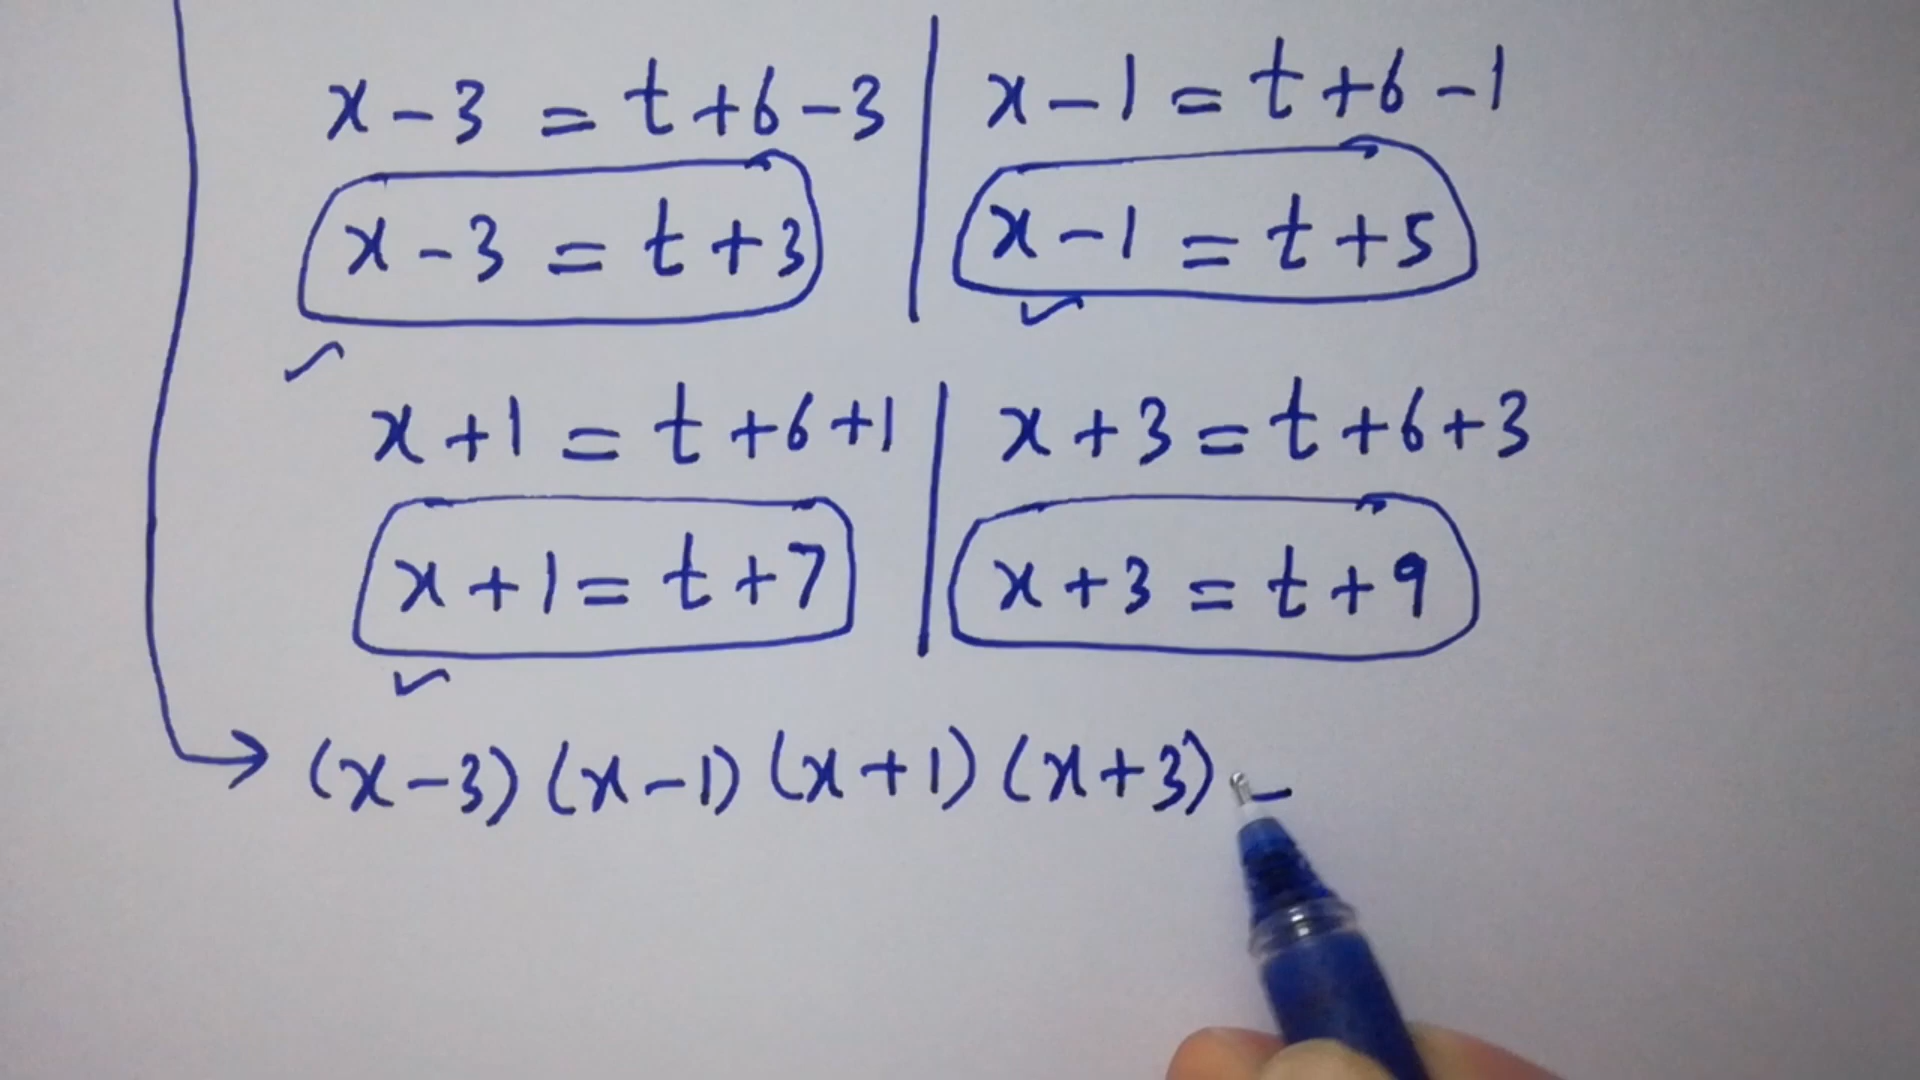 x - 3 = t + 6 - 3 | x - 1 = t + 6 - 1
x - 3 = t + 3 | x - 1 = t + 5
x + 1 = t + 6 + 1 | x + 3 = t + 6 + 3
x + 1 = t + 7 | x + 3 = t + 9
→ (x - 3) (x - 1) (x + 1) (x + 3) -